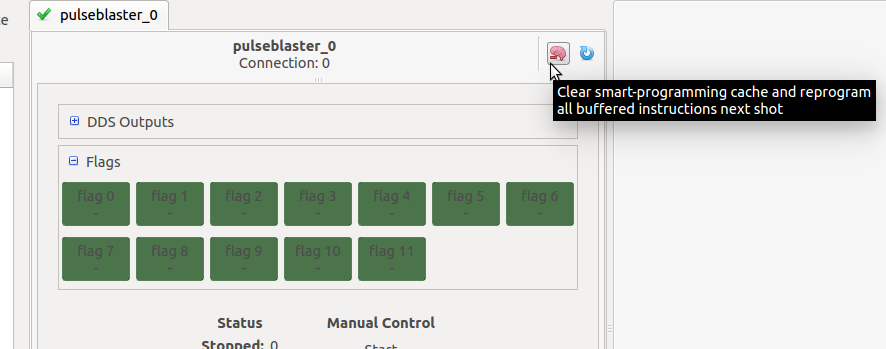 ce
pulseblaster_0
pulseblaster_0
Connection: 0
Clear smart-programming cache and reprogram
all buffered instructions next shot
DDS Outputs
Flags
flag 0 flag 1 flag 2 flag 3 flag 4 flag 5 flag 6
- - - - - - -
flag 7 flag 8 flag 9 flag 10 flag 11
- - - - -
Status Manual Control
Stopped: 0 Start